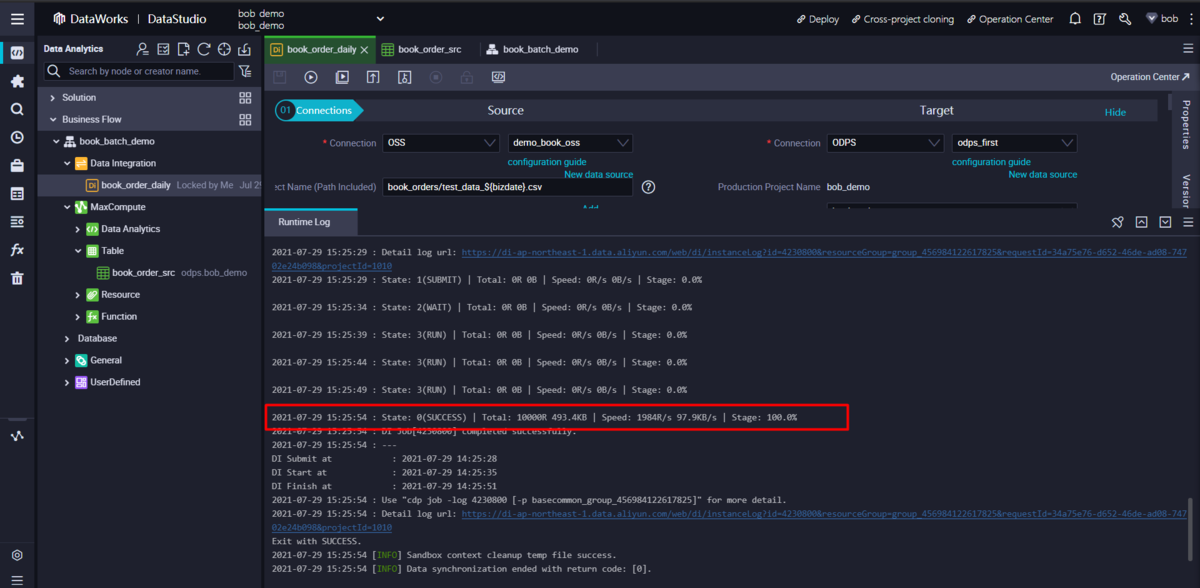 DataWorks | DataStudio
bob_demo
bob_demo
Deploy
Cross-project cloning
Operation Center
bob
Data Analytics
Search by node or creator name.
Solution
Business Flow
book_batch_demo
Data Integration
DI book_order_daily Locked by Me Jul 29
MaxCompute
Data Analytics
Table
book_order_src odps.bob_demo
Resource
Function
Database
General
UserDefined
DI book_order_daily
book_order_src
book_batch_demo
Operation Center
01 Connections
Source
Target
Hide
* Connection OSS demo_book_oss
* Connection ODPS odps_first
configuration guide
configuration guide
New data source
New data source
ect Name (Path Included) book_orders/test_data_${bizdate}.csv
Production Project Name bob_demo
Add
Properties
Version
Runtime Log
2021-07-29 15:25:29 : Detail log url: https://di-ap-northeast-1.data.aliyun.com/web/di/instanceLog?id=4230800&resourceGroup=group_456984122617825&requestId=34a75e76-d652-46de-ad08-747
02e24b098&projectId=1010
2021-07-29 15:25:29 : State: 1(SUBMIT) | Total: 0R 0B | Speed: 0R/s 0B/s | Stage: 0.0%
2021-07-29 15:25:34 : State: 2(WAIT) | Total: 0R 0B | Speed: 0R/s 0B/s | Stage: 0.0%
2021-07-29 15:25:39 : State: 3(RUN) | Total: 0R 0B | Speed: 0R/s 0B/s | Stage: 0.0%
2021-07-29 15:25:44 : State: 3(RUN) | Total: 0R 0B | Speed: 0R/s 0B/s | Stage: 0.0%
2021-07-29 15:25:49 : State: 3(RUN) | Total: 0R 0B | Speed: 0R/s 0B/s | Stage: 0.0%
2021-07-29 15:25:54 : State: 0(SUCCESS) | Total: 10000R 493.4KB | Speed: 1984R/s 97.9KB/s | Stage: 100.0%
2021-07-29 15:25:54 : DI Job[4230800] completed successfully.
2021-07-29 15:25:54 : ---
DI Submit at : 2021-07-29 14:25:28
DI Start at : 2021-07-29 14:25:35
DI Finish at : 2021-07-29 14:25:51
2021-07-29 15:25:54 : Use "cdp job -log 4230800 [-p basecommon_group_456984122617825]" for more detail.
2021-07-29 15:25:54 : Detail log url: https://di-ap-northeast-1.data.aliyun.com/web/di/instanceLog?id=4230800&resourceGroup=group_456984122617825&requestId=34a75e76-d652-46de-ad08-747
02e24b098&projectId=1010
Exit with SUCCESS.
2021-07-29 15:25:54 [INFO] Sandbox context cleanup temp file success.
2021-07-29 15:25:54 [INFO] Data synchronization ended with return code: [0].